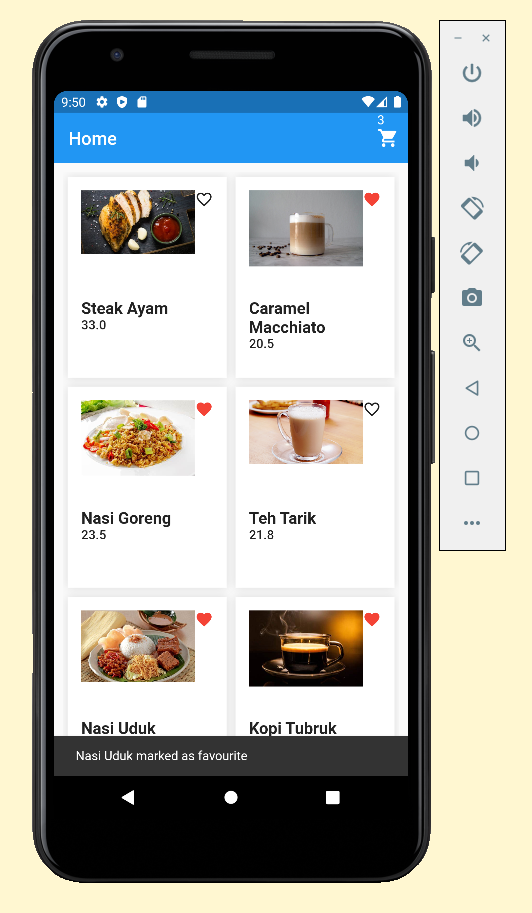 9:50
3
Home
Steak Ayam
33.0
Caramel
Macchiato
20.5
Nasi Goreng
23.5
Teh Tarik
21.8
Nasi Uduk
Kopi Tubruk
Nasi Uduk marked as favourite